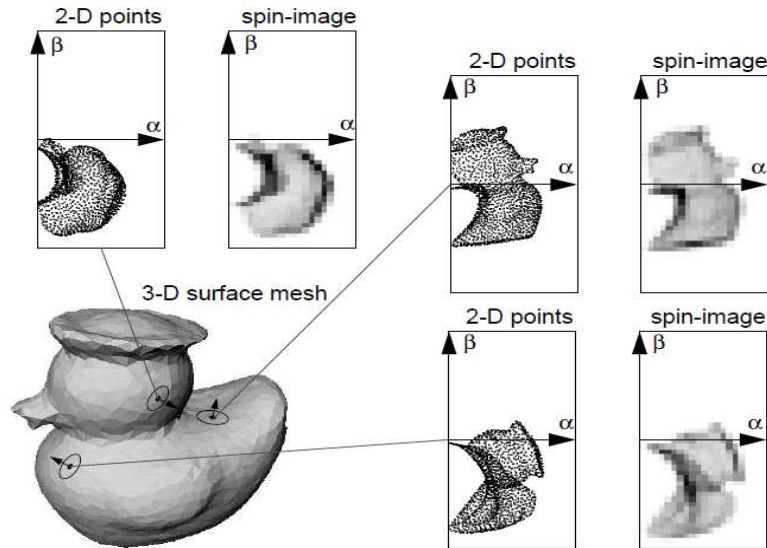 2-D points
spin-image
β
α
β
α
2-D points
spin-image
β
α
β
α
3-D surface mesh
2-D points
spin-image
β
α
β
α